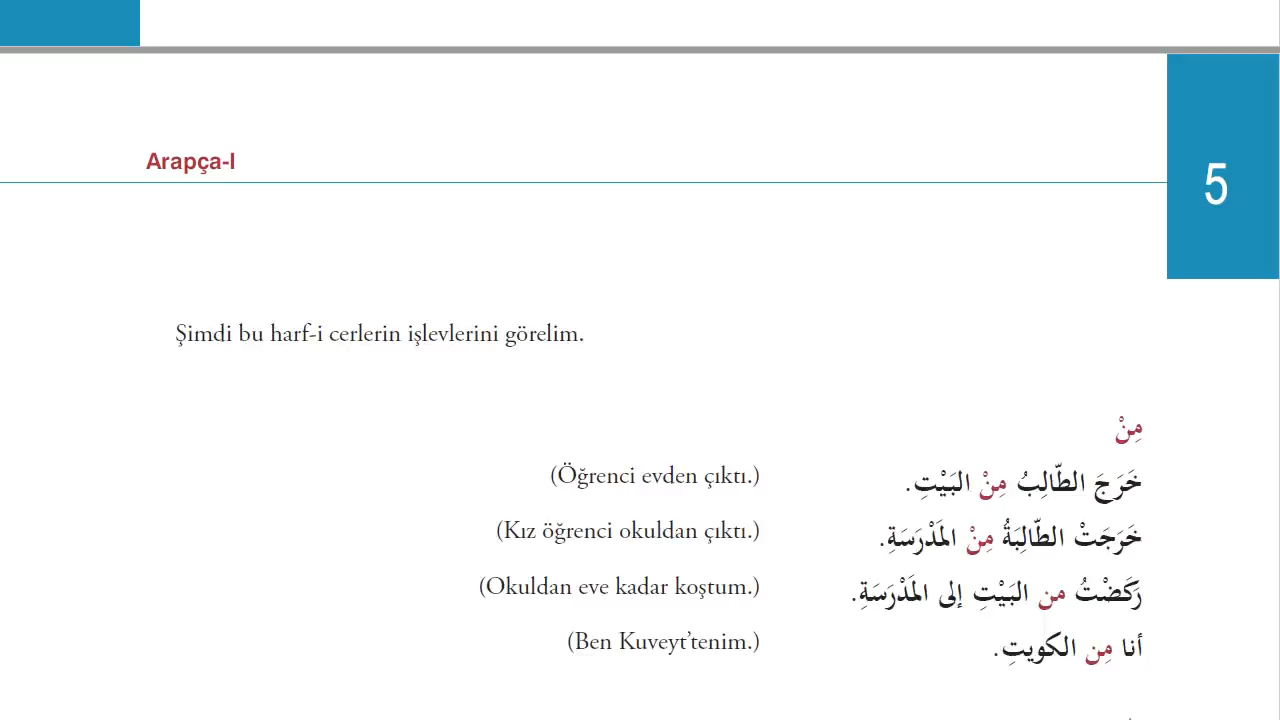 Arapça-I
5
Şimdi bu harf-i cerlerin işlevlerini görelim.
مِنْ
خَرَجَ الطّالِبُ مِنْ البَيْتِ. (Öğrenci evden çıktı.)
خَرَجَتْ الطّالِبَةُ مِنْ المَدْرَسَةِ. (Kız öğrenci okuldan çıktı.)
رَكَضْتُ من البَيْتِ إلى المَدْرَسَةِ. (Okuldan eve kadar koştum.)
أنا مِن الكويتِ. (Ben Kuveyt’tenim.)